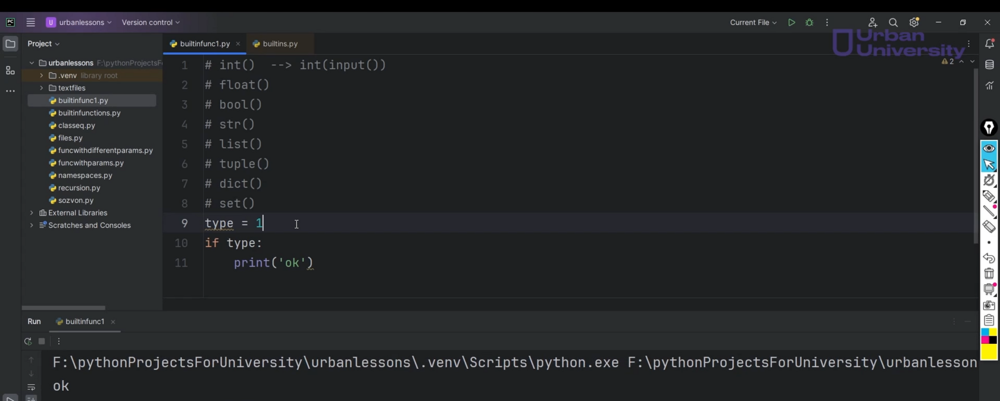 PC
U urbanlessons
Version control
Current File
Project
builtinfunc1.py
builtins.py
Urban
University
urbanlessons F:\pythonProjectsF
.venv library root
textfiles
builtinfunc1.py
builtinfunctions.py
classeq.py
files.py
funcwithdifferentparams.py
funcwithparams.py
namespaces.py
recursion.py
sozvon.py
External Libraries
Scratches and Consoles
2
1 # int() --> int(input())
2 # float()
3 # bool()
4 # str()
5 # list()
6 # tuple()
7 # dict()
8 # set()
9 type = 1
10 if type:
11 print('ok')
Run
builtinfunc1
F:\pythonProjectsForUniversity\urbanlessons\.venv\Scripts\python.exe F:\pythonProjectsForUniversity\urbanlesson
ok